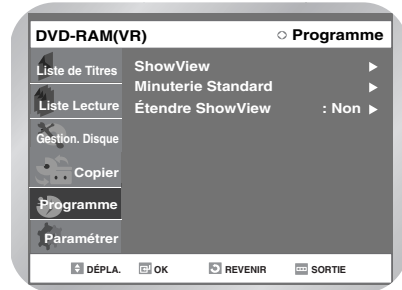 DVD-RAM(VR) Programme
Liste de Titres
ShowView
Minuterie Standard
Liste Lecture
Étendre ShowView : Non
Gestion. Disque
Copier
Programme
Paramétrer
DÉPLA. OK REVENIR SORTIE